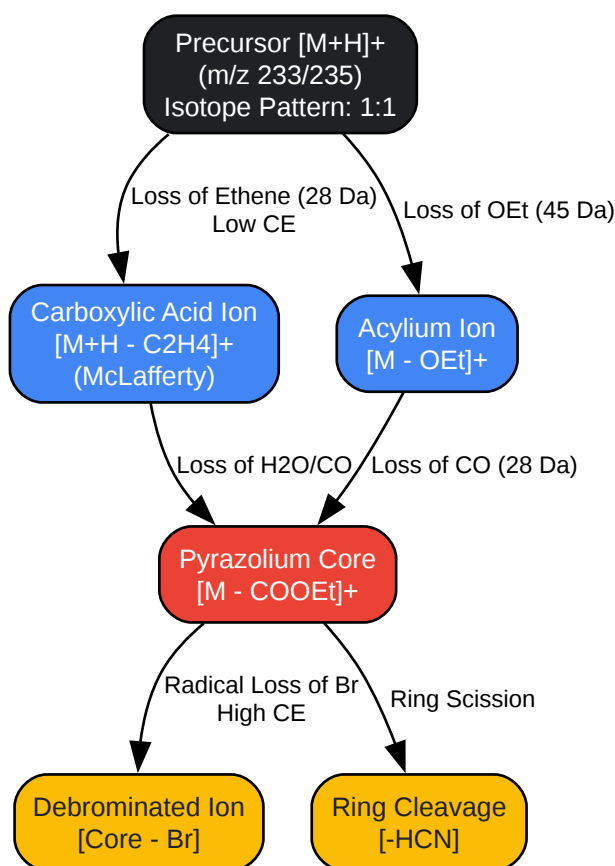 Precursor [M+H]+
(m/z 233/235)
Isotope Pattern: 1:1
Loss of Ethene (28 Da)
Low CE
Loss of OEt (45 Da)
Carboxylic Acid Ion
[M+H - C2H4]+
(McLafferty)
Acylium Ion
[M - OEt]+
Loss of H2O/CO
Loss of CO (28 Da)
Pyrazolium Core
[M - COOEt]+
Radical Loss of Br
High CE
Ring Scission
Debrominated Ion
[Core - Br]
Ring Cleavage
[-HCN]